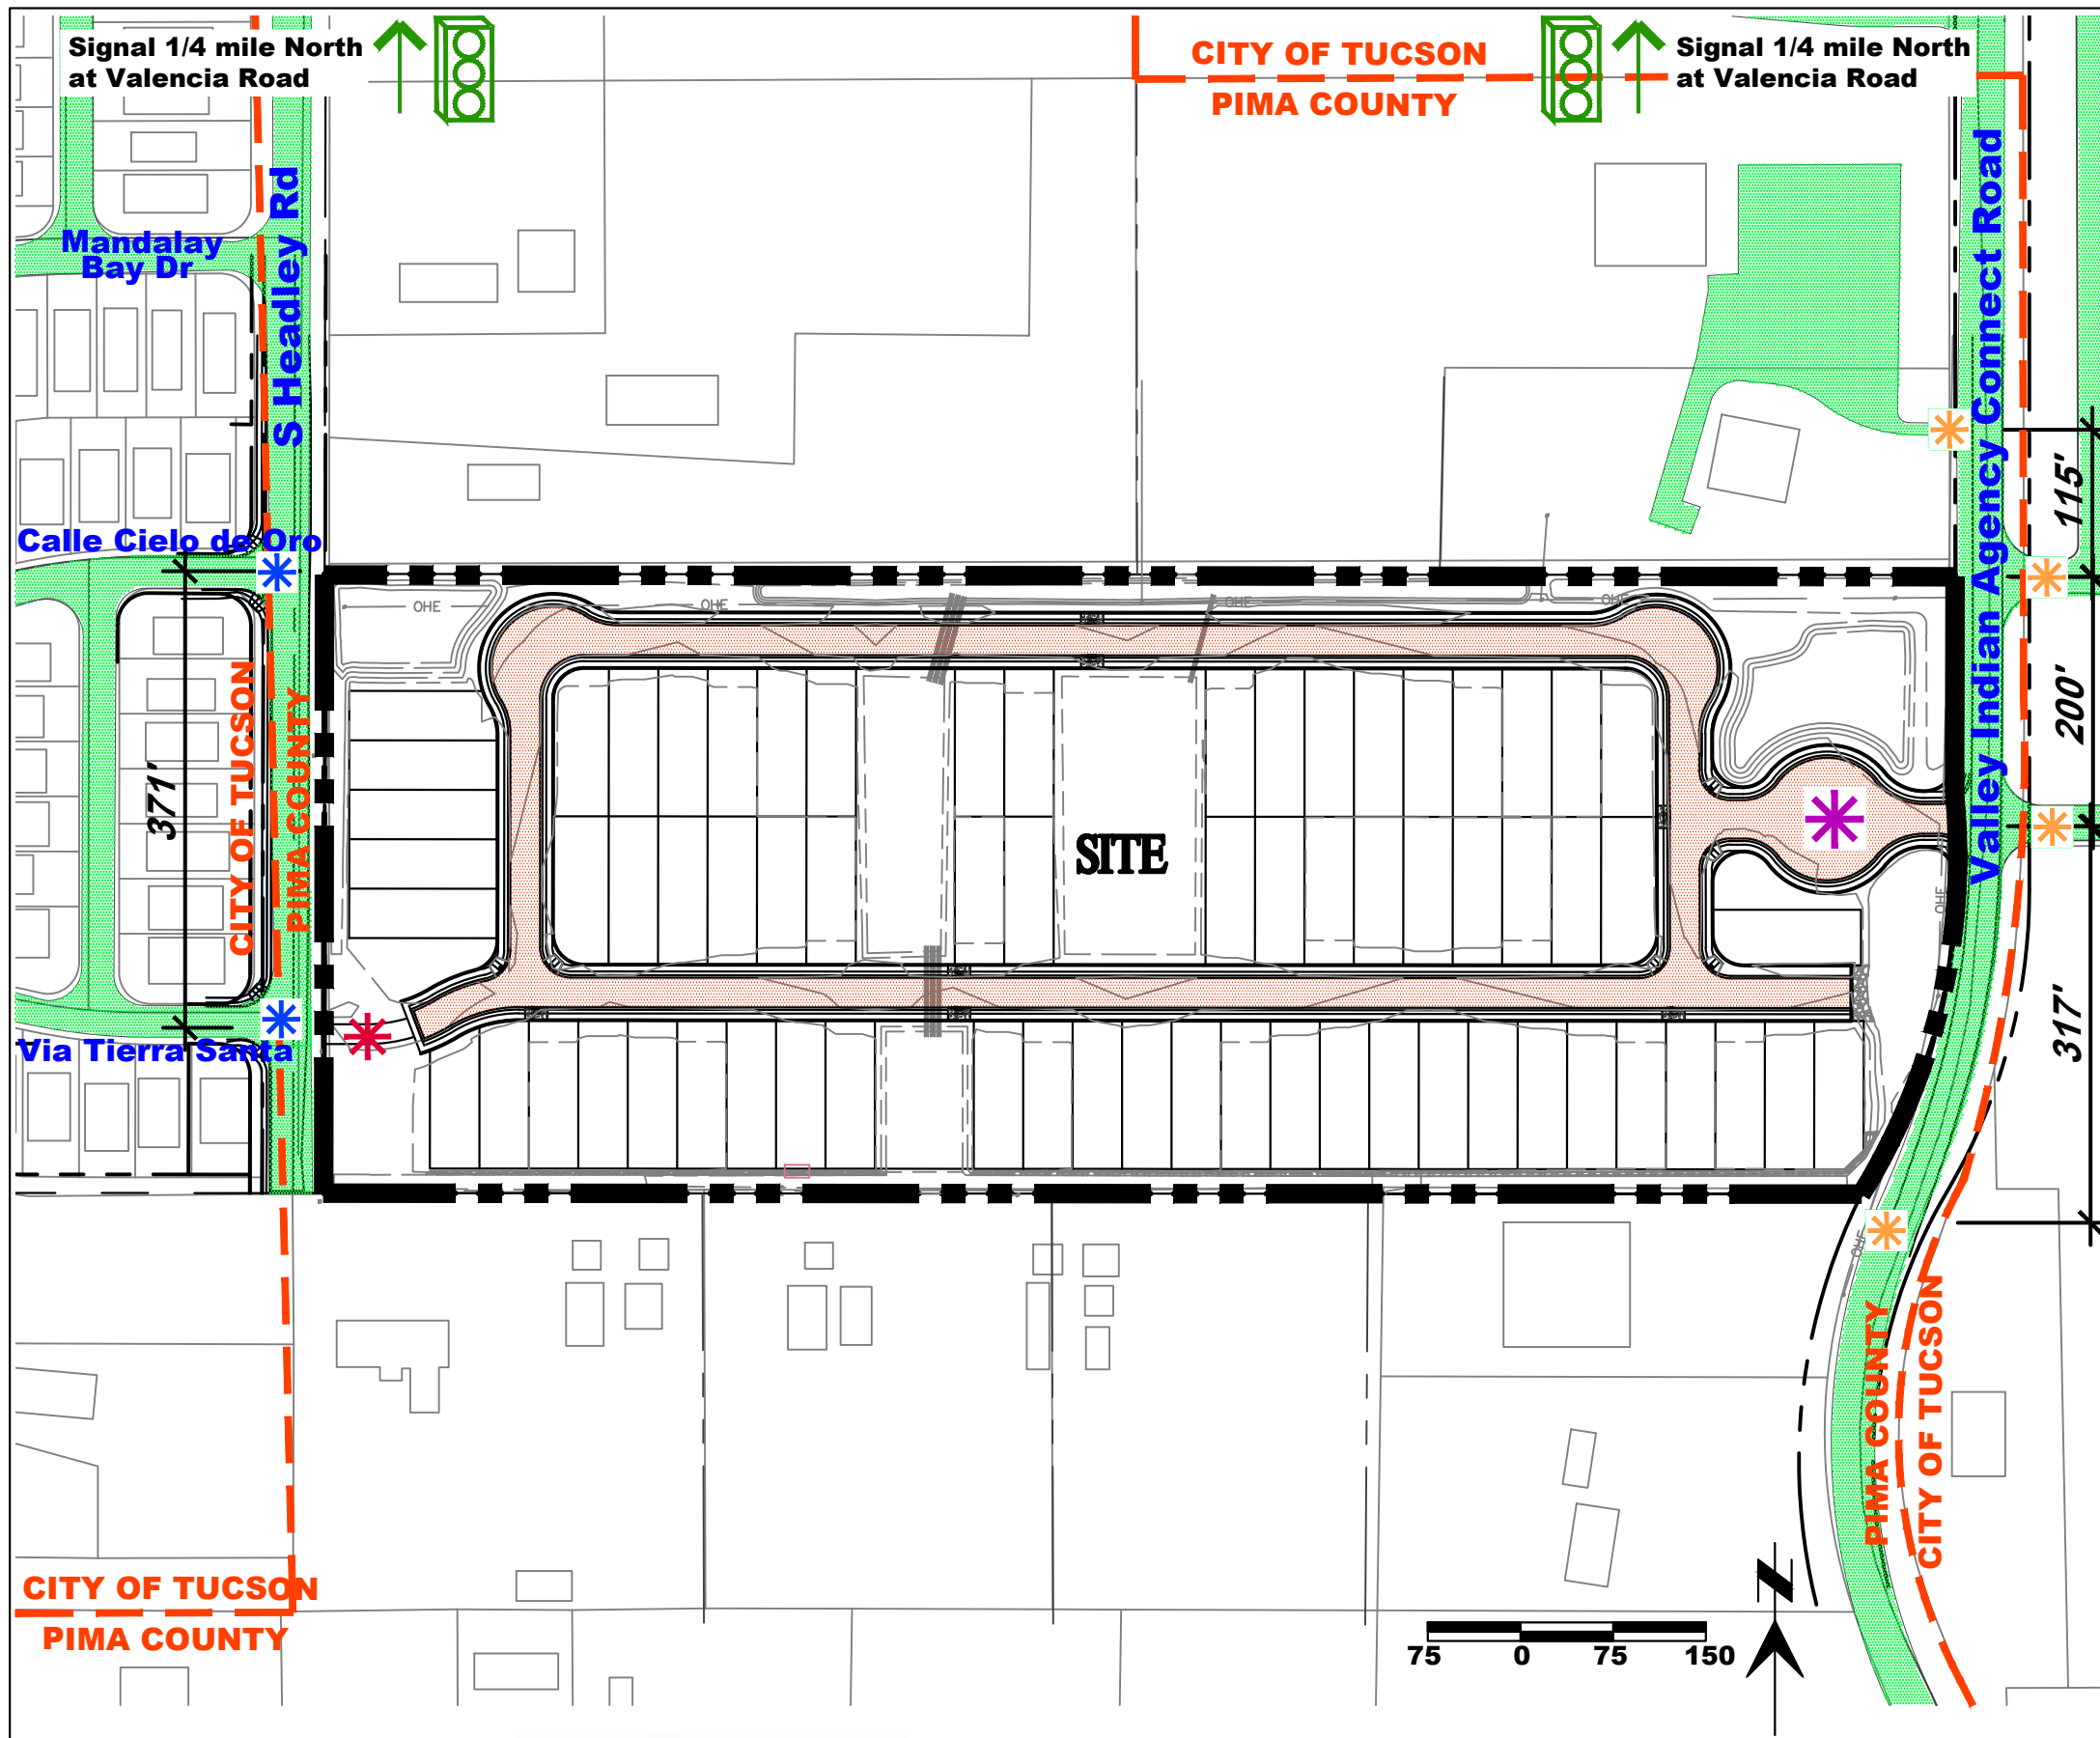 Signal 1/4 mile North
at Valencia Road
CITY OF TUCSON
PIMA COUNTY
Signal 1/4 mile North
at Valencia Road
Mandalay
Bay Dr
S Headley Rd
Valley Indian Agency Connect Road
115'
Calle Cielo de Oro
OHE
OHE
OHE
OHE
200'
371'
CITY OF TUCSON
PIMA COUNTY
SITE
OHE
317'
Via Tierra Santa
OHE
PIMA COUNTY
CITY OF TUCSON
CITY OF TUCSON
PIMA COUNTY
N
75 0 75 150